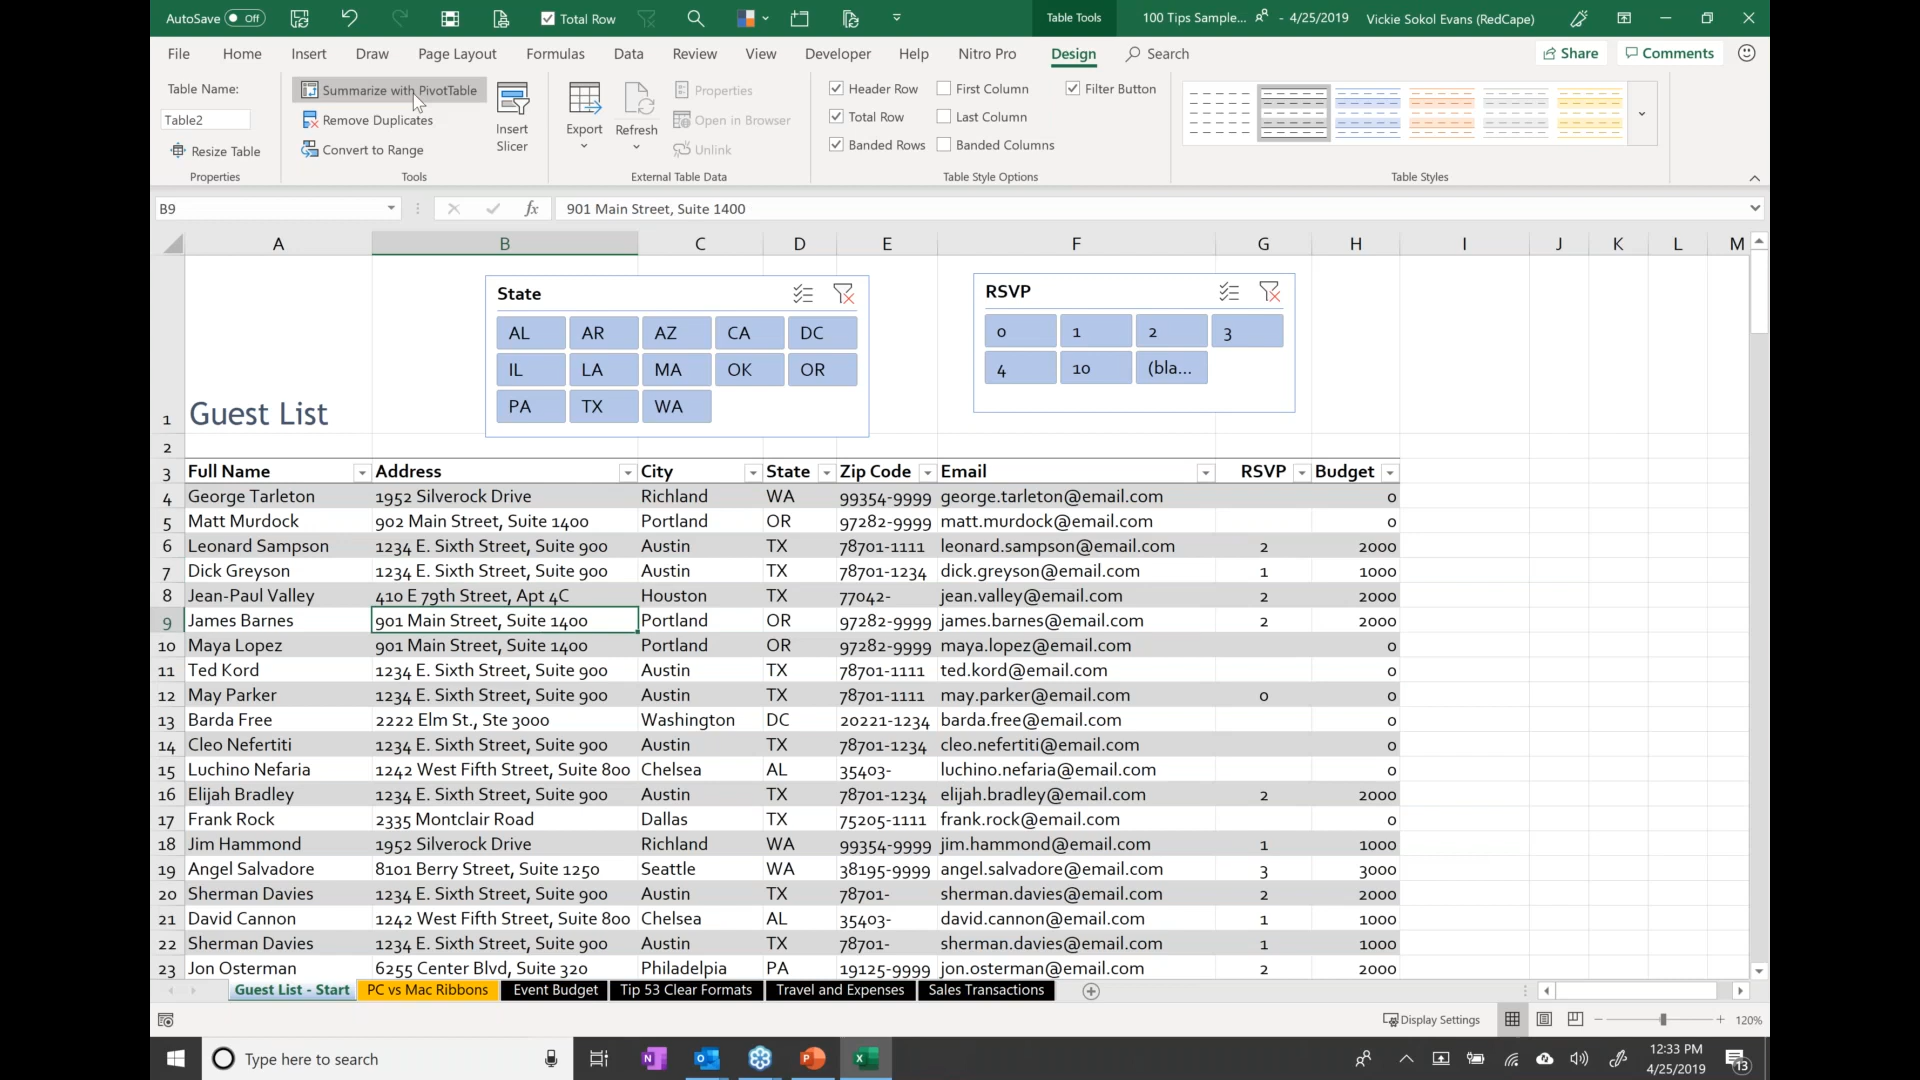 AutoSave Off Total Row Table Tools 100 Tips Sample... - 4/25/2019 Vickie Sokol Evans (RedCape)
File Home Insert Draw Page Layout Formulas Data Review View Developer Help Nitro Pro Design Search Share Comments
Table Name: Summarize with PivotTable Properties Header Row First Column Filter Button
Table2 Remove Duplicates Insert Slicer Export Refresh Open in Browser Total Row Last Column
Resize Table Convert to Range Unlink Banded Rows Banded Columns
Properties Tools External Table Data Table Style Options Table Styles
B9 fx 901 Main Street, Suite 1400
A B C D E F G H I J K L M
State
AL AR AZ CA DC
IL LA MA OK OR
PA TX WA
RSVP
0 1 2 3
4 10 (bla...
1 Guest List
2
3 Full Name Address City State Zip Code Email RSVP Budget
4 George Tarleton 1952 Silverock Drive Richland WA 99354-9999 george.tarleton@email.com 0
5 Matt Murdock 902 Main Street, Suite 1400 Portland OR 97282-9999 matt.murdock@email.com 0
6 Leonard Sampson 1234 E. Sixth Street, Suite 900 Austin TX 78701-1111 leonard.sampson@email.com 2 2000
7 Dick Greyson 1234 E. Sixth Street, Suite 900 Austin TX 78701-1234 dick.greyson@email.com 1 1000
8 Jean-Paul Valley 410 E 79th Street, Apt 4C Houston TX 77042- jean.valley@email.com 2 2000
9 James Barnes 901 Main Street, Suite 1400 Portland OR 97282-9999 james.barnes@email.com 2 2000
10 Maya Lopez 901 Main Street, Suite 1400 Portland OR 97282-9999 maya.lopez@email.com 0
11 Ted Kord 1234 E. Sixth Street, Suite 900 Austin TX 78701-1111 ted.kord@email.com 0
12 May Parker 1234 E. Sixth Street, Suite 900 Austin TX 78701-1111 may.parker@email.com 0 0
13 Barda Free 2222 Elm St., Ste 3000 Washington DC 20221-1234 barda.free@email.com 0
14 Cleo Nefertiti 1234 E. Sixth Street, Suite 900 Austin TX 78701-1234 cleo.nefertiti@email.com 0
15 Luchino Nefaria 1242 West Fifth Street, Suite 800 Chelsea AL 35403- luchino.nefaria@email.com 0
16 Elijah Bradley 1234 E. Sixth Street, Suite 900 Austin TX 78701-1234 elijah.bradley@email.com 2 2000
17 Frank Rock 2335 Montclair Road Dallas TX 75205-1111 frank.rock@email.com 0
18 Jim Hammond 1952 Silverock Drive Richland WA 99354-9999 jim.hammond@email.com 1 1000
19 Angel Salvadore 8101 Berry Street, Suite 1250 Seattle WA 38195-9999 angel.salvadore@email.com 3 3000
20 Sherman Davies 1234 E. Sixth Street, Suite 900 Austin TX 78701- sherman.davies@email.com 2 2000
21 David Cannon 1242 West Fifth Street, Suite 800 Chelsea AL 35403- david.cannon@email.com 1 1000
22 Sherman Davies 1234 E. Sixth Street, Suite 900 Austin TX 78701- sherman.davies@email.com 1 1000
23 Jon Osterman 6255 Center Blvd, Suite 320 Philadelpia PA 19125-9999 jon.osterman@email.com 2 2000
Guest List - Start PC vs Mac Ribbons Event Budget Tip 53 Clear Formats Travel and Expenses Sales Transactions
Display Settings 120%
Type here to search 12:33 PM
4/25/2019 13